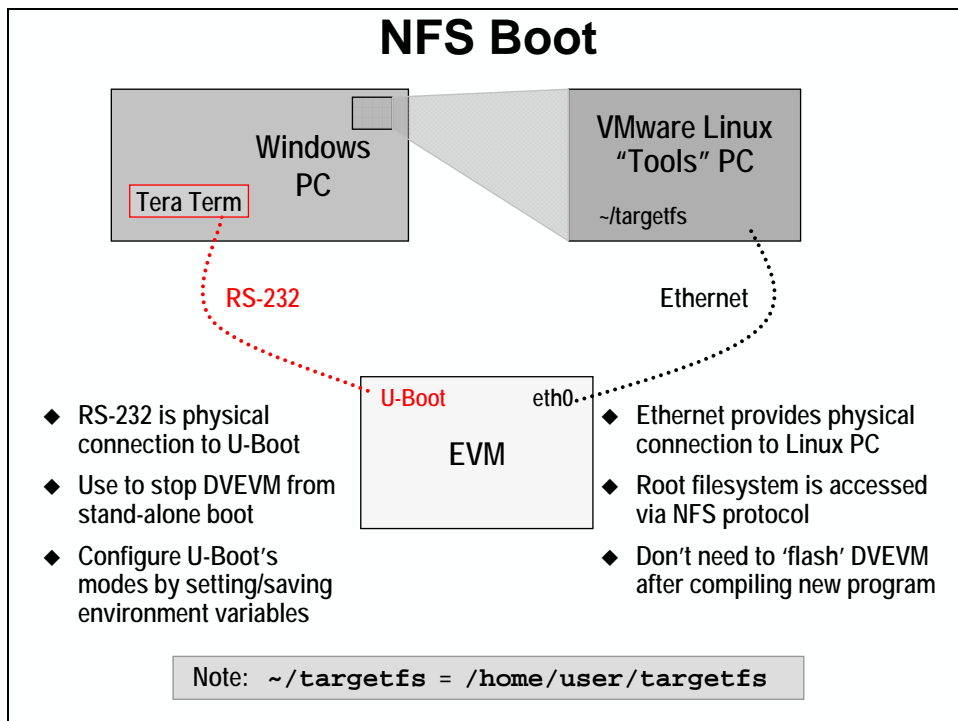 NFS Boot
Windows
PC
Tera Term
VMware Linux
“Tools” PC
~/targetfs
RS-232
Ethernet
U-Boot
eth0
EVM
◆ RS-232 is physical
connection to U-Boot
◆ Use to stop DVEVM from
stand-alone boot
◆ Configure U-Boot’s
modes by setting/saving
environment variables
◆ Ethernet provides physical
connection to Linux PC
◆ Root filesystem is accessed
via NFS protocol
◆ Don’t need to ‘flash’ DVEVM
after compiling new program
Note: ~/targetfs = /home/user/targetfs